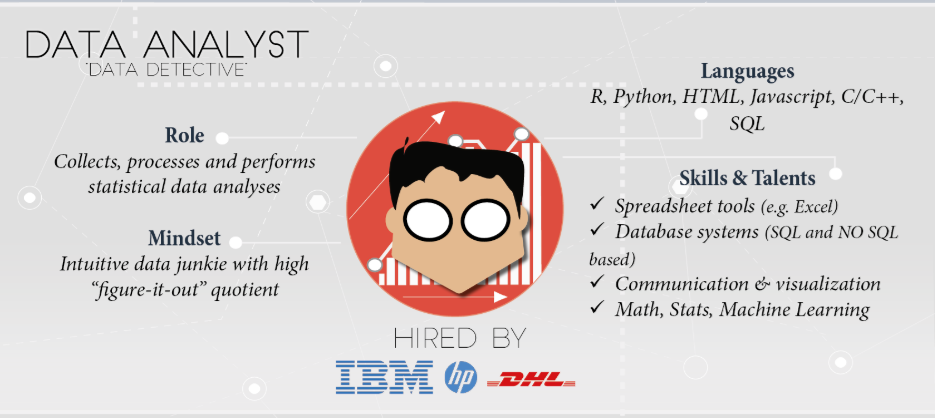 DATA ANALYST
'DATA DETECTIVE'
Role
Collects, processes and performs
statistical data analyses
Mindset
Intuitive data junkie with high
“figure-it-out” quotient
HIRED BY
IBM hp DHL
Languages
R, Python, HTML, Javascript, C/C++,
SQL
Skills & Talents
✓ Spreadsheet tools (e.g. Excel)
✓ Database systems (SQL and NO SQL
based)
✓ Communication & visualization
✓ Math, Stats, Machine Learning